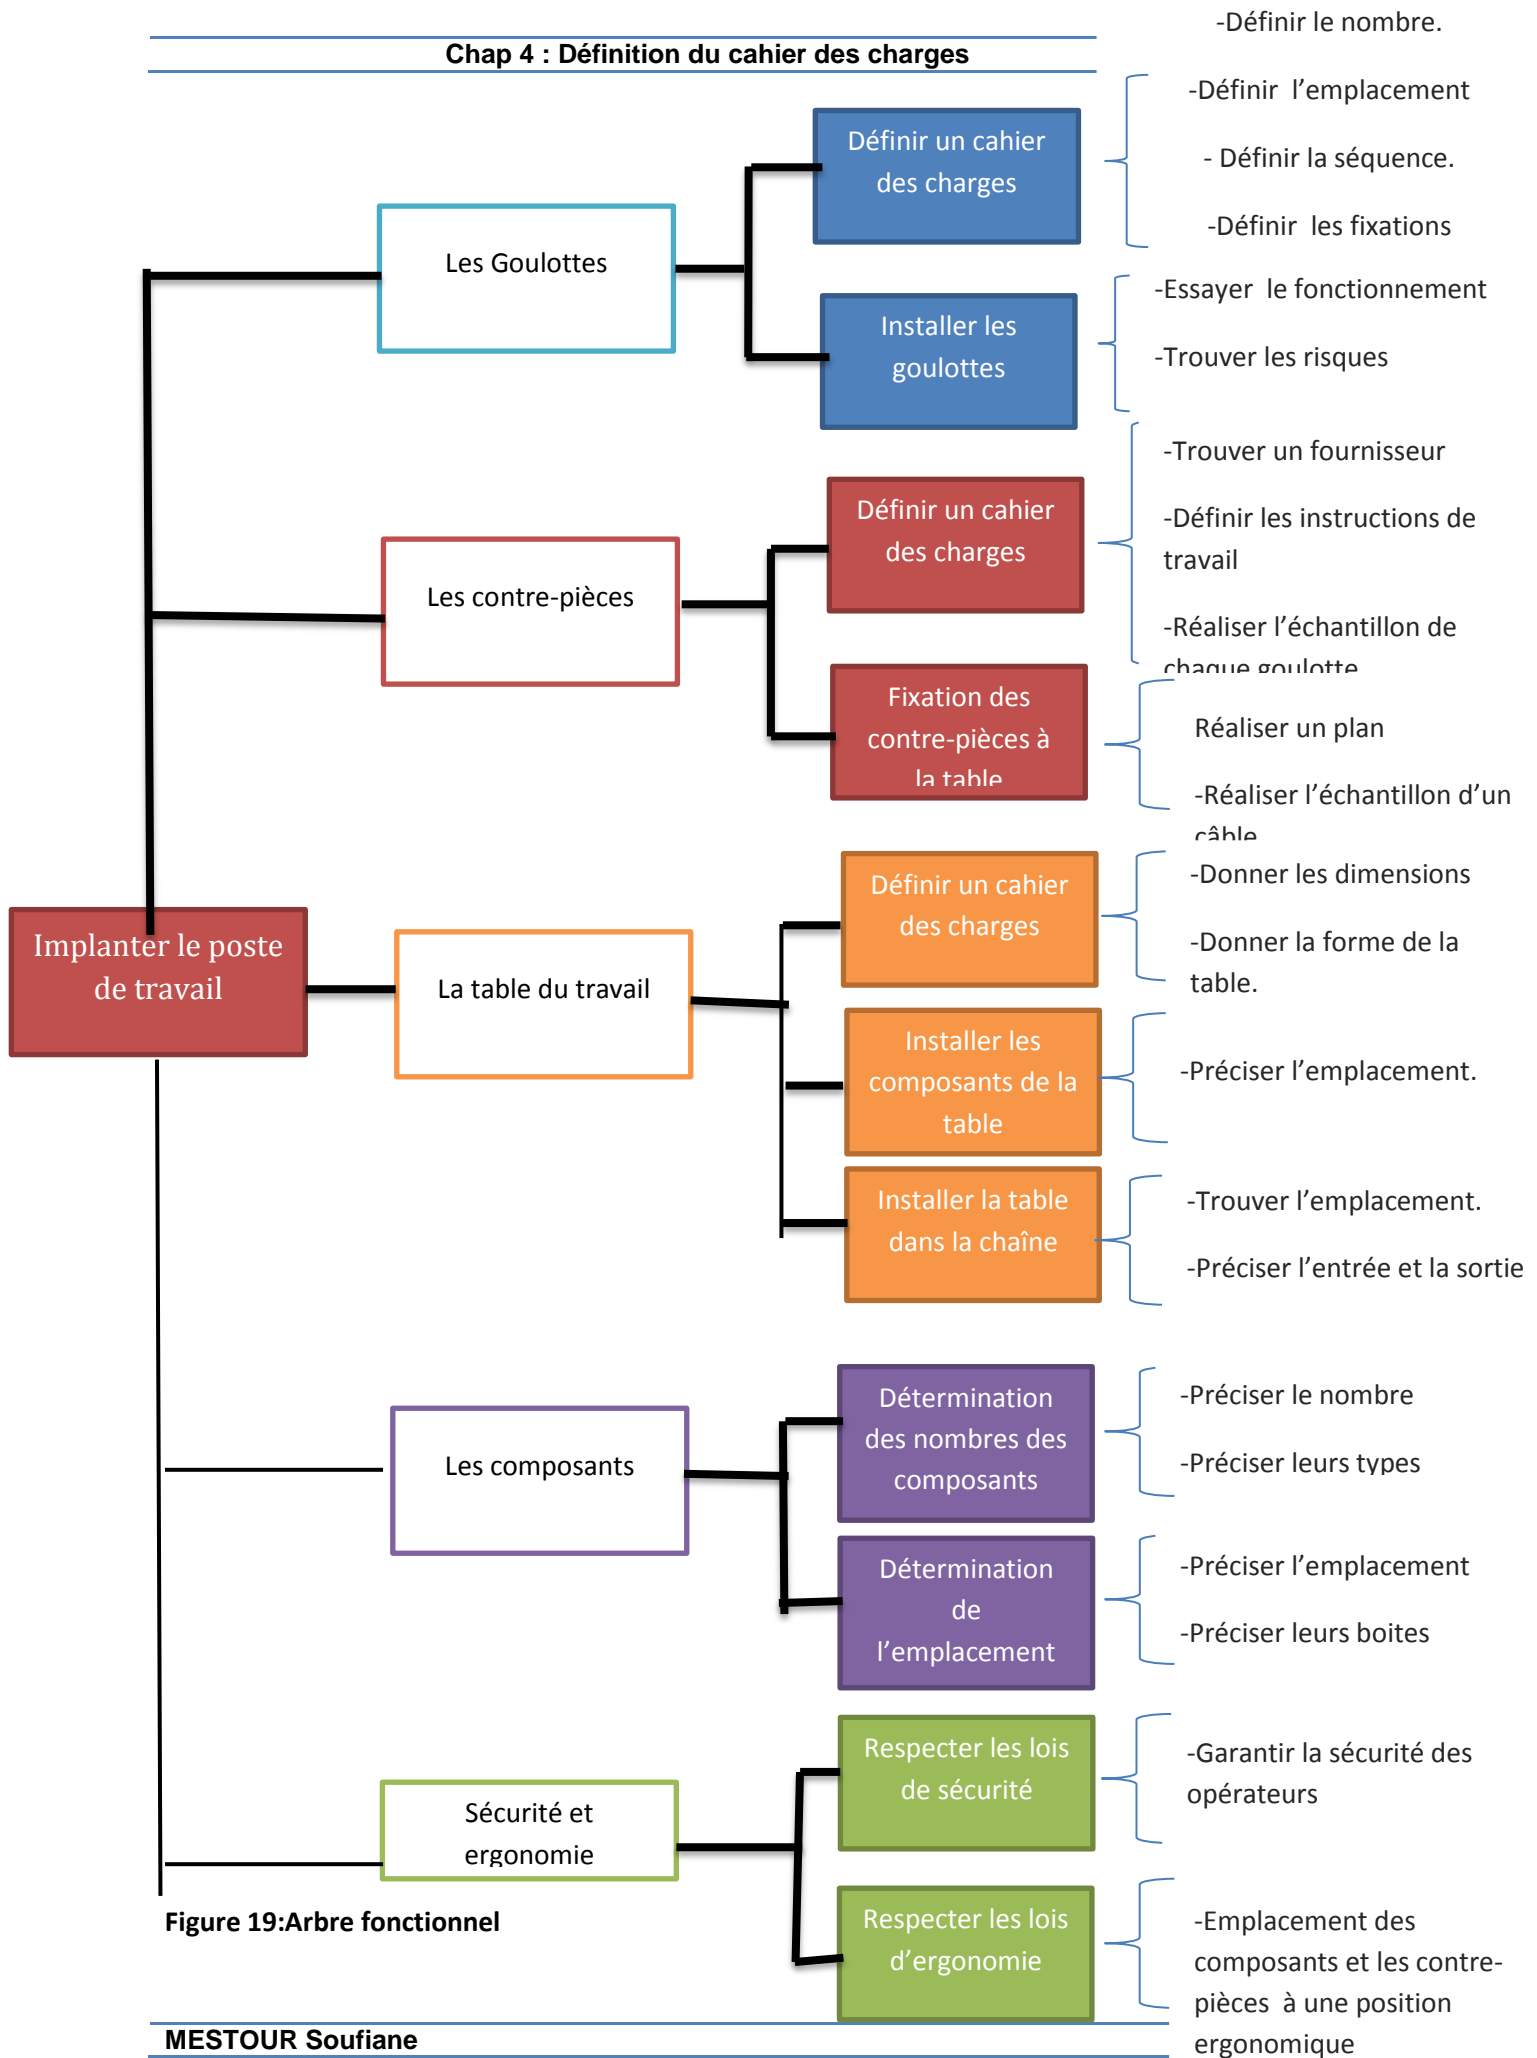 Chap 4 : Définition du cahier des charges
Implanter le poste
de travail
Les Goulottes
Définir un cahier
des charges
-Définir le nombre.
-Définir  l’emplacement
- Définir la séquence.
-Définir  les fixations
Installer les
goulottes
-Essayer  le fonctionnement
-Trouver les risques
Les contre-pièces
Définir un cahier
des charges
-Trouver un fournisseur
-Définir les instructions de
travail
-Réaliser l’échantillon de
chaque goulotte
Fixation des
contre-pièces à
la table
Réaliser un plan
-Réaliser l’échantillon d’un
câble
La table du travail
Définir un cahier
des charges
-Donner les dimensions
-Donner la forme de la
table.
Installer les
composants de la
table
-Préciser l’emplacement.
Installer la table
dans la chaîne
-Trouver l’emplacement.
-Préciser l’entrée et la sortie
Les composants
Détermination
des nombres des
composants
-Préciser le nombre
-Préciser leurs types
Détermination
de
l’emplacement
-Préciser l’emplacement
-Préciser leurs boites
Sécurité et
ergonomie
Respecter les lois
de sécurité
-Garantir la sécurité des
opérateurs
Respecter les lois
d’ergonomie
-Emplacement des
composants et les contre-
pièces  à une position
ergonomique
Figure 19:Arbre fonctionnel
MESTOUR Soufiane